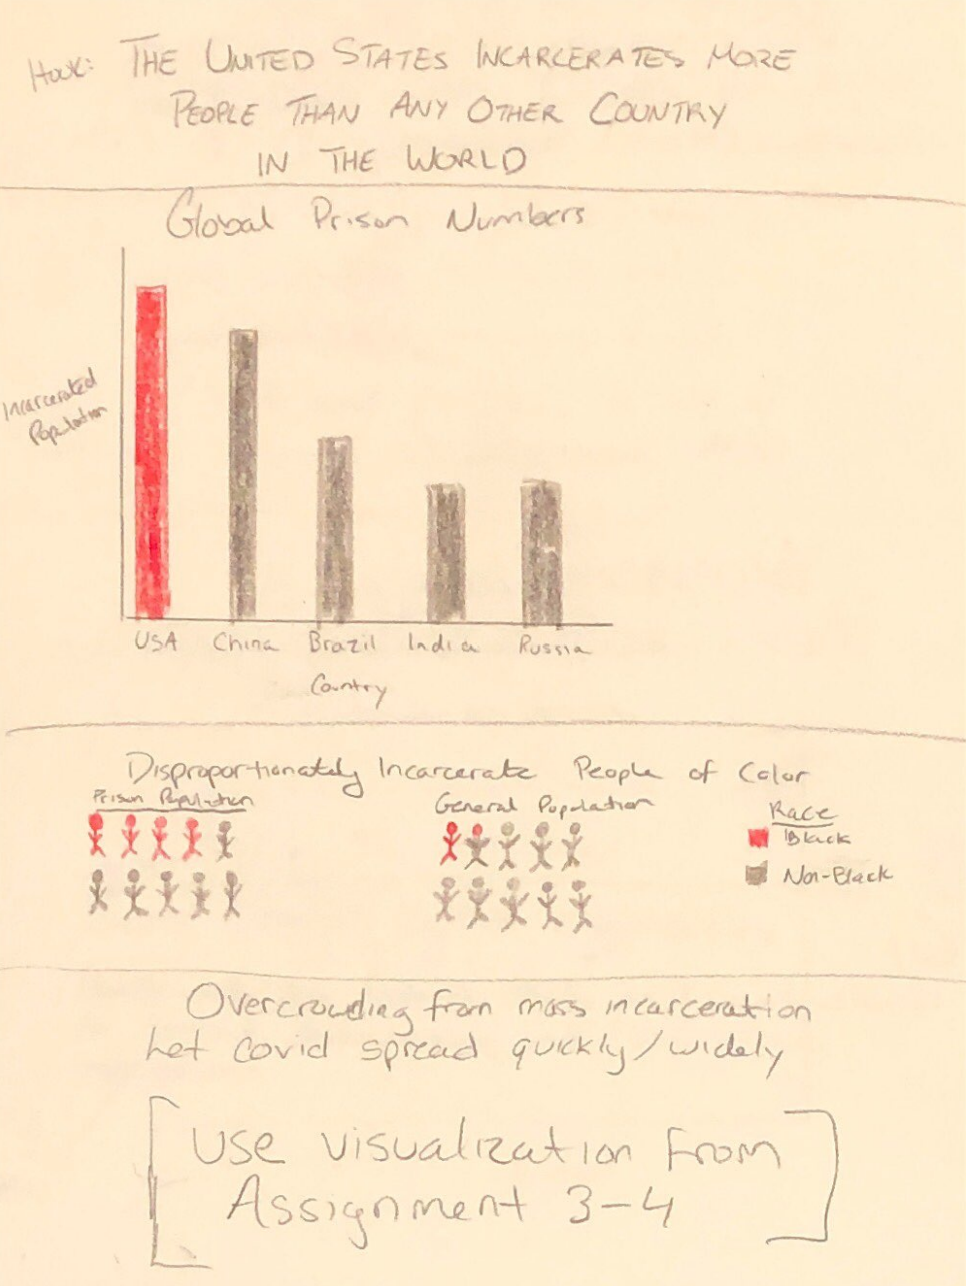 Hook: THE UNITED STATES INCARCERATES MORE
PEOPLE THAN ANY OTHER COUNTRY
IN THE WORLD
Global Prison Numbers
Incarcerated
Population
USA China Brazil India Russia
Country
Disproportionately Incarcerate People of Color
Prison Population General Population Race
Black
Non-Black
Overcrowding from mass incarceration
let covid spread quickly/widely
[Use visualization from
Assignment 3-4]